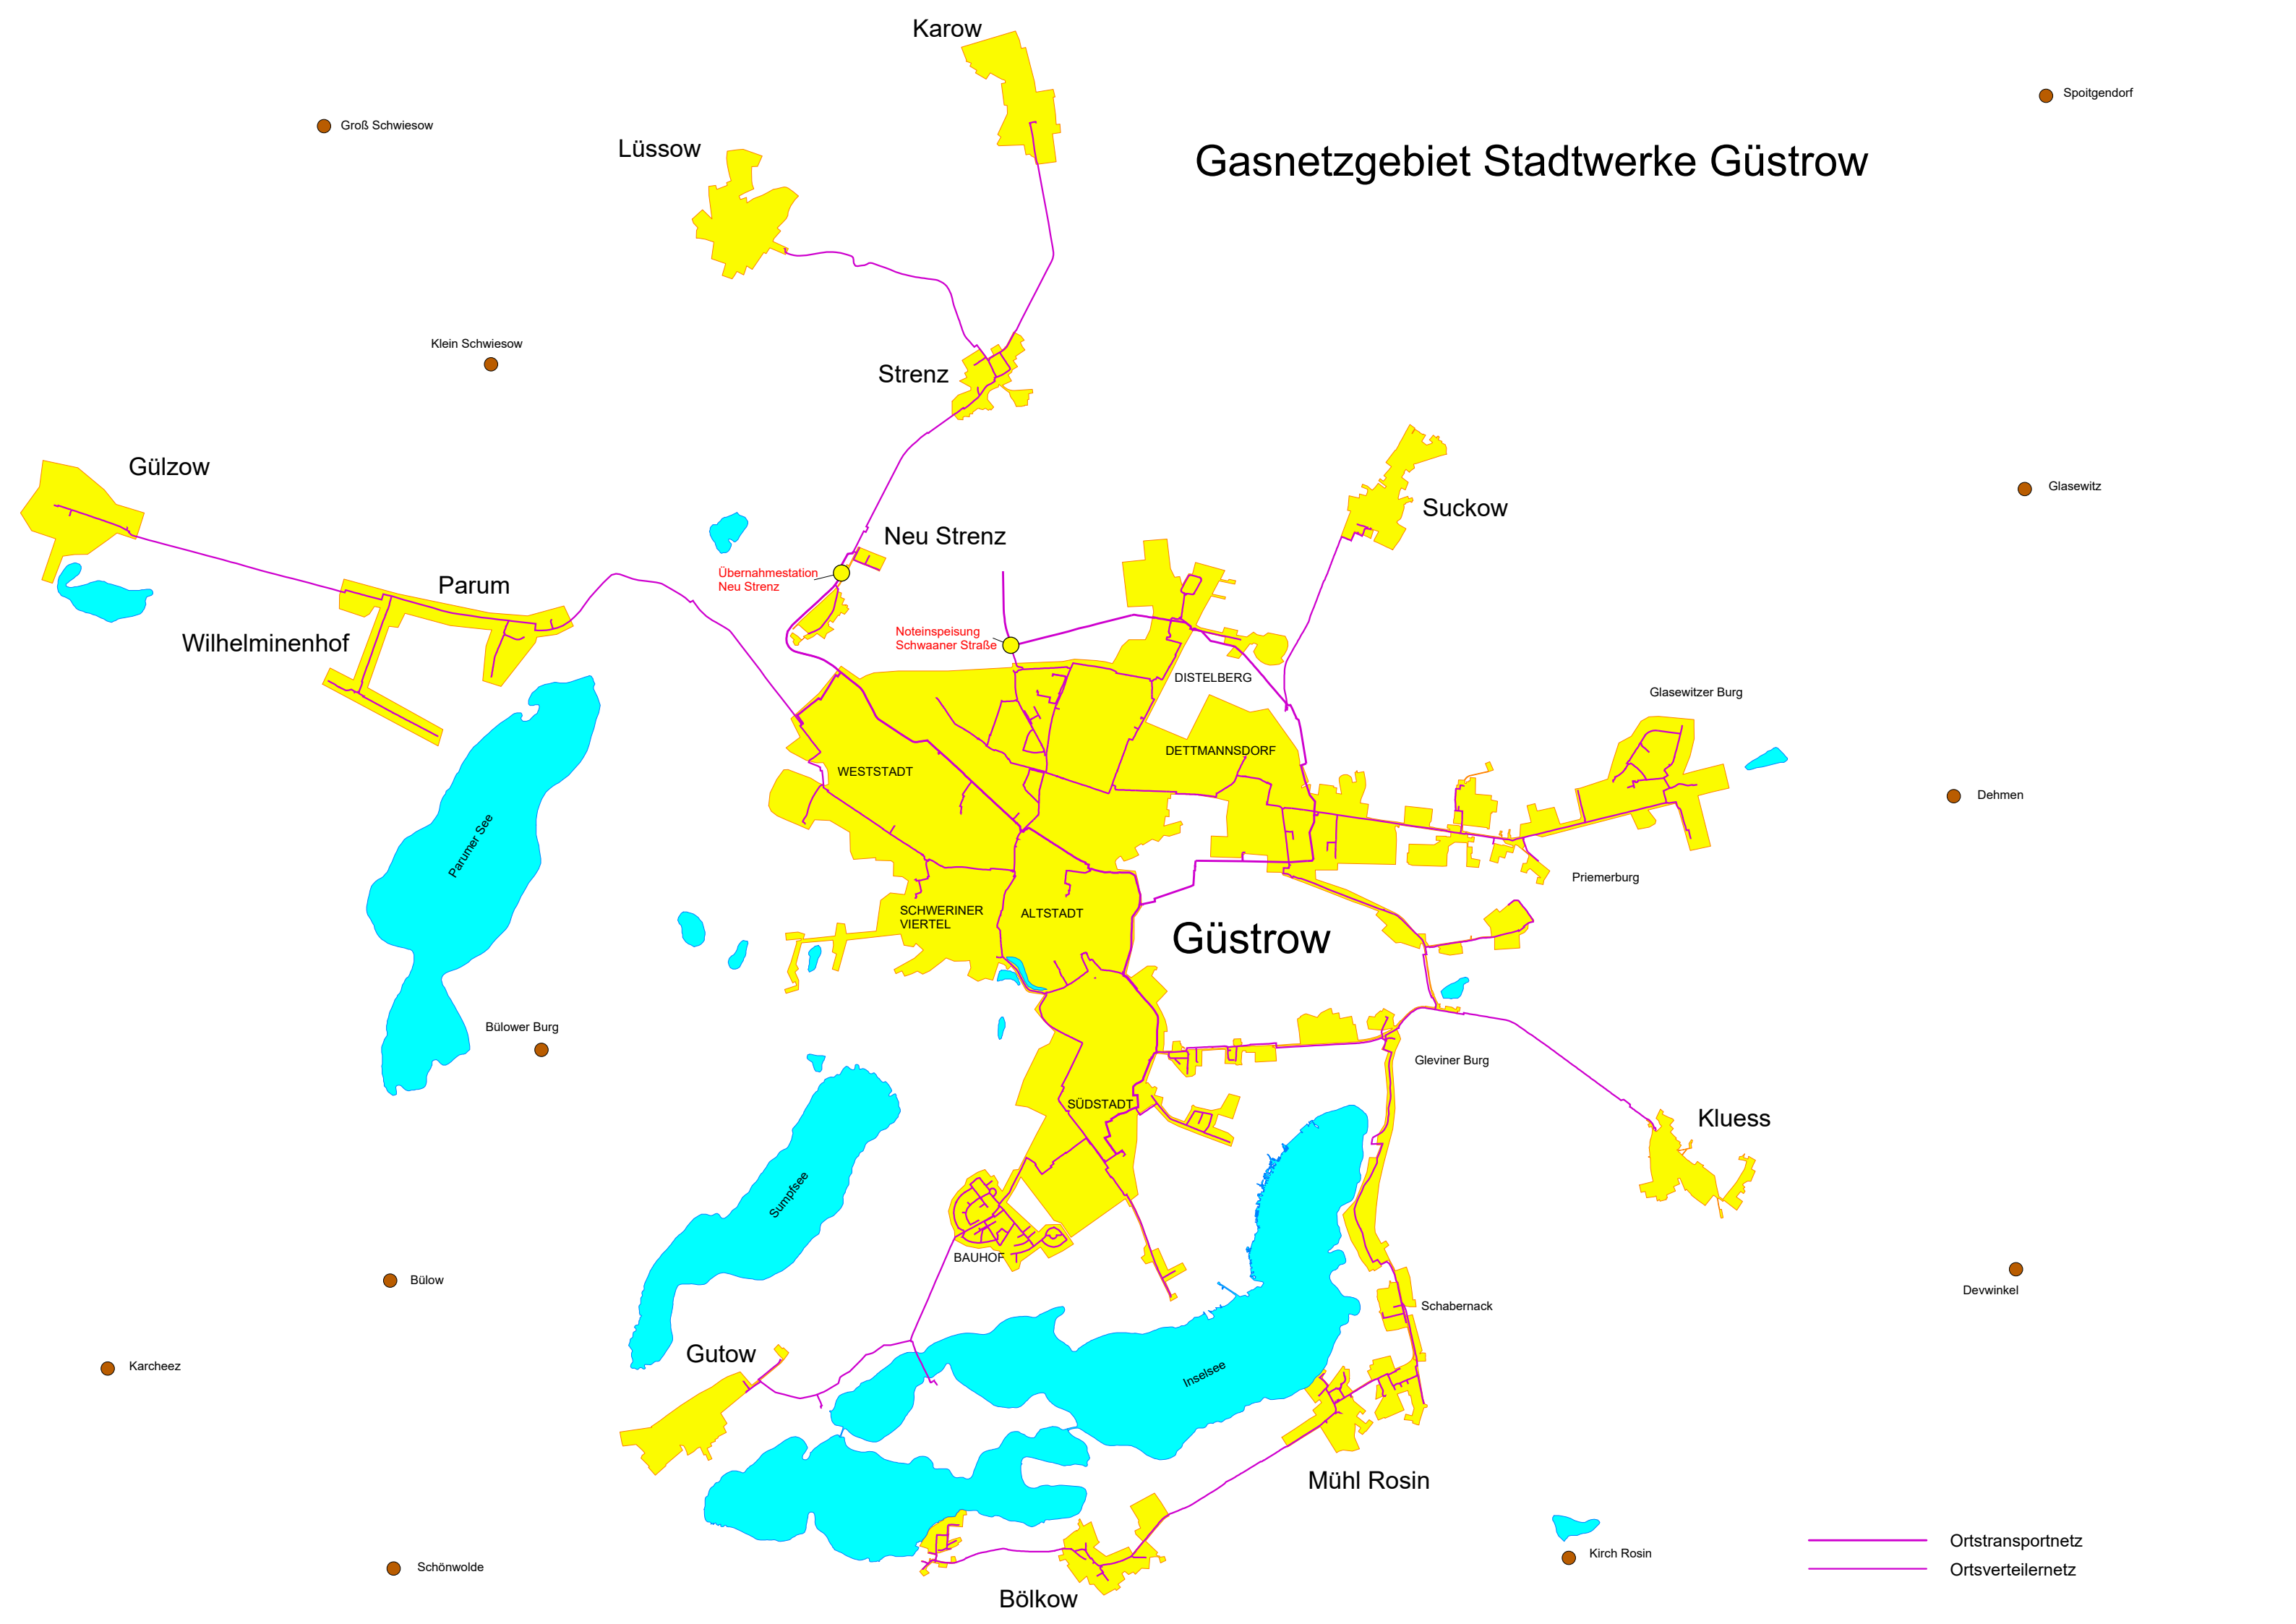 Karow
Spoitgendorf
Groß Schwiesow
Lüssow
Gasnetzgebiet Stadtwerke Güstrow
Klein Schwiesow
Strenz
Gülzow
Glasewitz
Suckow
Neu Strenz
Übernahmestation
Neu Strenz
Parum
Noteinspeisung
Schwaaner Straße
Wilhelminenhof
DISTELBERG
Glasewitzer Burg
DETTMANNSDORF
WESTSTADT
Dehmen
Parumer See
Priemerburg
SCHWERINER
VIERTEL
ALTSTADT
Güstrow
Bülower Burg
Gleviner Burg
SÜDSTADT
Kluess
Sumpfsee
BAUHOF
Bülow
Devwinkel
Schabernack
Gutow
Karcheez
Inselsee
Mühl Rosin
Ortstransportnetz
Kirch Rosin
Schönwolde
Ortsverteilernetz
Bölkow